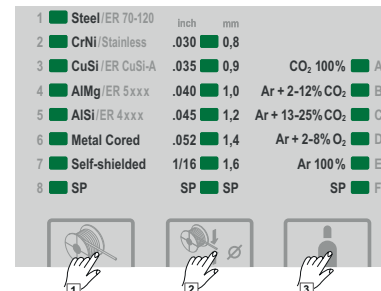 1 Steel/ER 70-120 inch mm
2 CrNi/Stainless .030 0,8
3 CuSi/ER CuSi-A .035 0,9 CO₂ 100% A
4 AlMg/ER 5xxx .040 1,0 Ar + 2-12% CO₂ B
5 AlSi/ER 4xxx .045 1,2 Ar + 13-25% CO₂ C
6 Metal Cored .052 1,4 Ar + 2-8% O₂ D
7 Self-shielded 1/16 1,6 Ar 100% E
8 SP SP SP SP F
ø
1 2 3